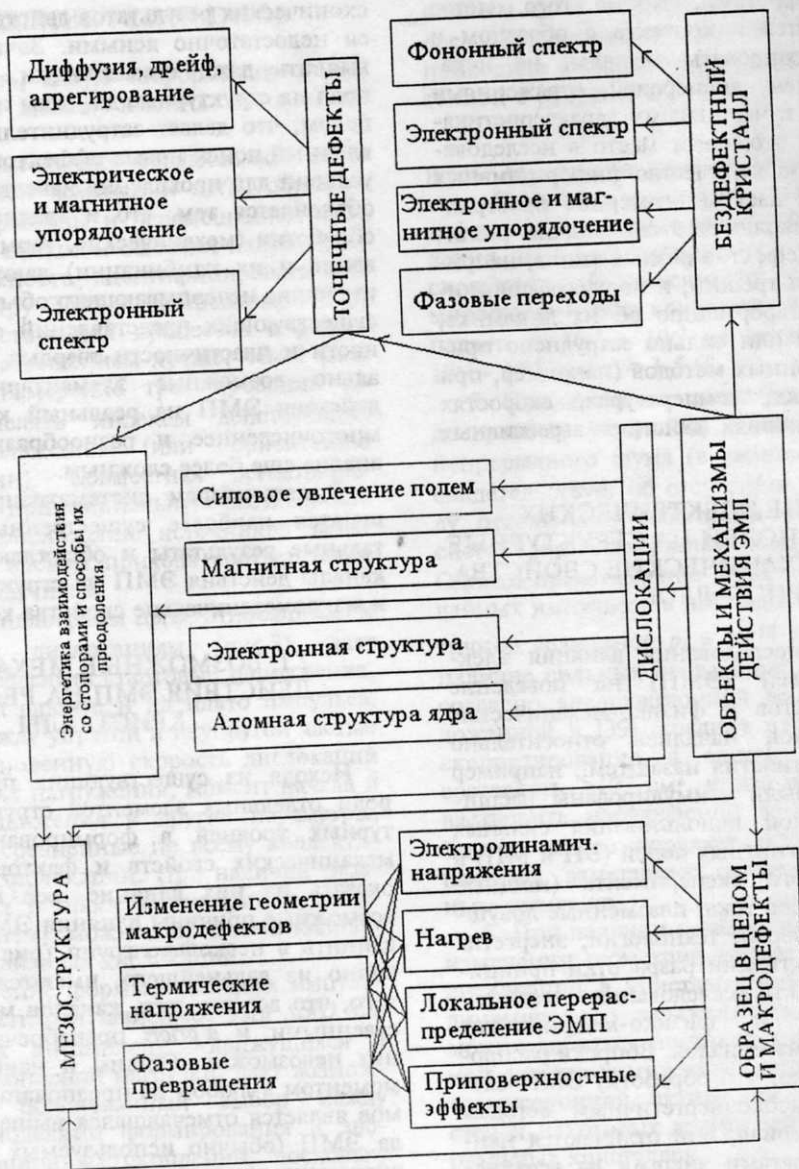 Диффузия, дрейф,
агрегирование
Электрическое
и магнитное
упорядочение
Электронный
спектр
ТОЧЕЧНЫЕ ДЕФЕКТЫ
Фононный спектр
Электронный спектр
Электронное и маг-
нитное упорядочение
Фазовые переходы
БЕЗДЕФЕКТНЫЙ
КРИСТАЛЛ
Энергетика взаимодействия
со стопорами и способы их
преодоления
Силовое увлечение полем
Магнитная структура
Электронная структура
Атомная структура ядра
ДИСЛОКАЦИИ
ОБЪЕКТЫ И МЕХАНИЗМЫ
ДЕЙСТВИЯ ЭМП
МЕЗОСТРУКТУРА
Изменение геометрии
макродефектов
Термические
напряжения
Фазовые
превращения
Электродинамич.
напряжения
Нагрев
Локальное перерас-
пределение ЭМП
Приповерхностные
эффекты
ОБРАЗЕЦ В ЦЕЛОМ
И МАКРОДЕФЕКТЫ